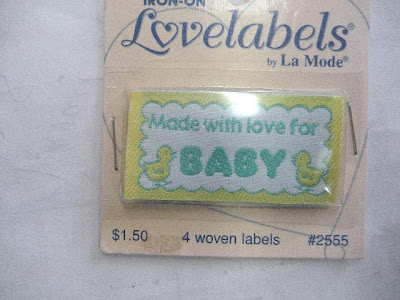 IRON-ON
Lovelabels®
by La Mode®
Made with love for
BABY
$1.50 4 woven labels #2555